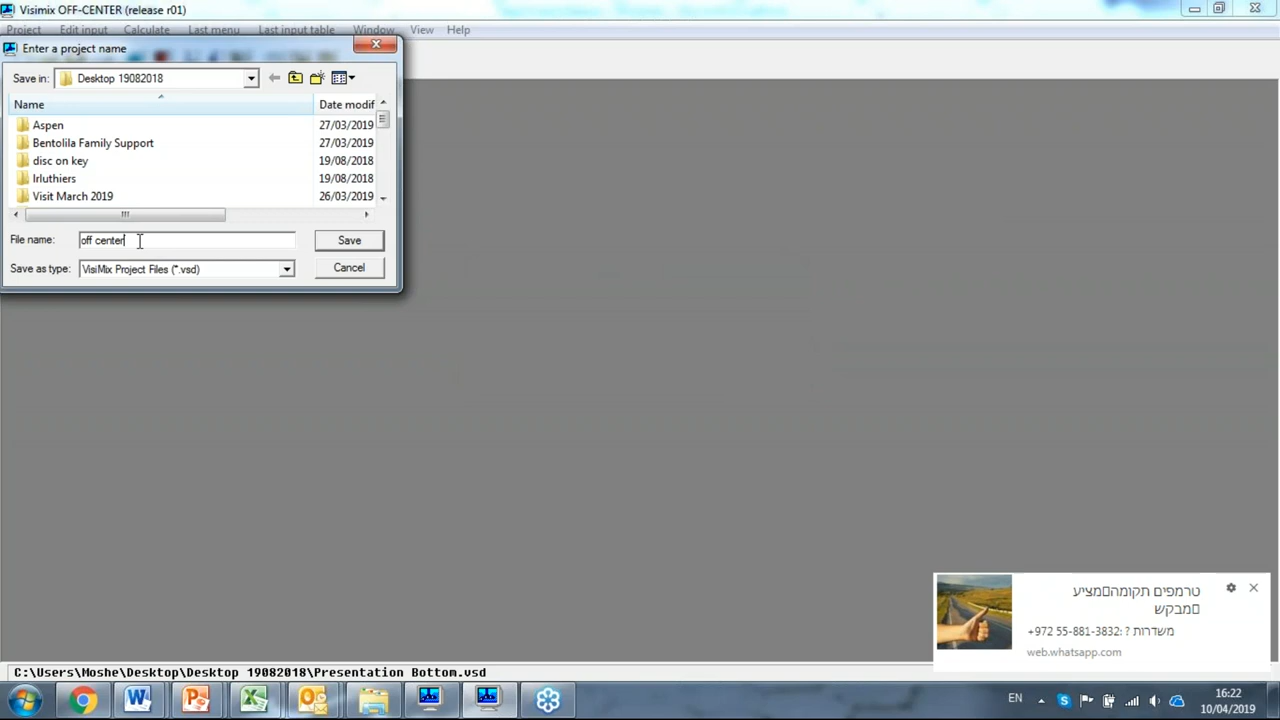 Visimix OFF-CENTER (release r01)
Project Edit input Calculate Last menu Last input table Window View Help
Enter a project name
Save in: Desktop 19082018
Name Date modif
Aspen 27/03/2019
Bentolila Family Support 27/03/2019
disc on key 19/08/2018
Irluthiers 19/08/2018
Visit March 2019 26/03/2019
File name: off center Save
Save as type: VisiMix Project Files (*.vsd) Cancel
טרמפים תקומה מציע
מבקש
משדרות ? :+972 55-881-3832
web.whatsapp.com
C:\Users\Moshe\Desktop\Desktop 19082018\Presentation Bottom.vsd
EN 16:22
10/04/2019